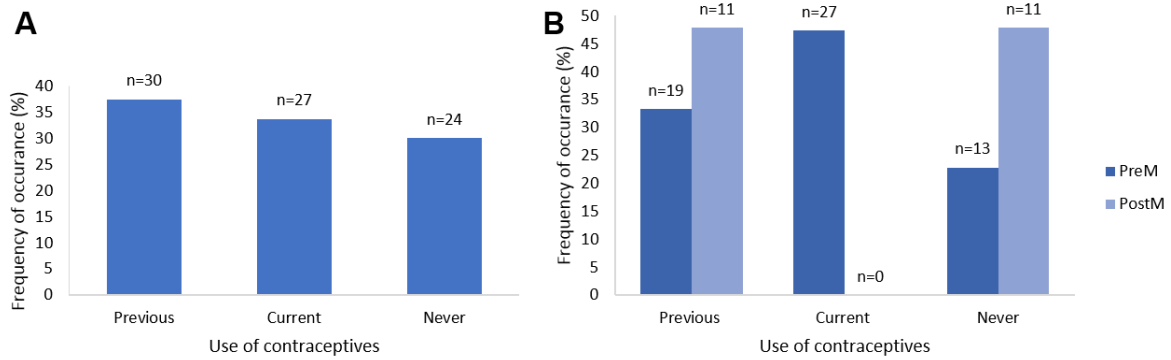 A
Frequency of occurance (%)
40
35
30
25
20
15
10
5
0
n=30
n=27
n=24
Previous
Current
Never
Use of contraceptives
B
Frequency of occurance (%)
50
45
40
35
30
25
20
15
10
5
0
n=19
n=11
n=27
n=0
n=13
n=11
Previous
Current
Never
Use of contraceptives
PreM
PostM